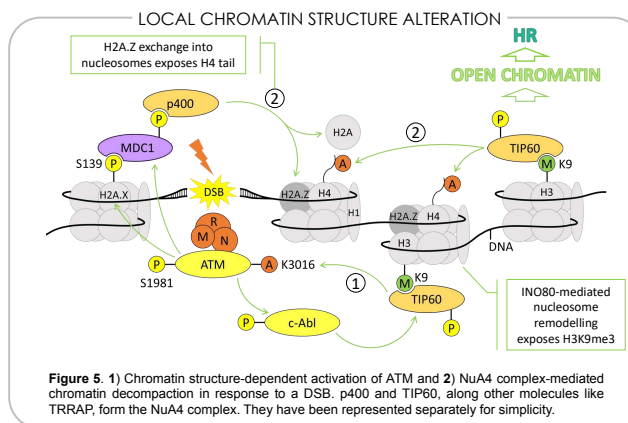 LOCAL CHROMATIN STRUCTURE ALTERATION
H2A.Z exchange into
nucleosomes exposes H4 tail
HR
OPEN CHROMATIN
2
p400
P
MDC1
S139
P
H2A
2
P
TIP60
M
K9
A
A
DSB
H2A.X
H2A.Z
H4
H1
H2A.Z
H4
H3
H3
DNA
R
M
N
P
ATM
A
K3016
S1981
1
M
K9
TIP60
P
P
c-Abl
INO80-mediated
nucleosome
remodelling
exposes H3K9me3
Figure 5. 1) Chromatin structure-dependent activation of ATM and 2) NuA4 complex-mediated
chromatin decompaction in response to a DSB. p400 and TIP60, along other molecules like
TRRAP, form the NuA4 complex. They have been represented separately for simplicity.